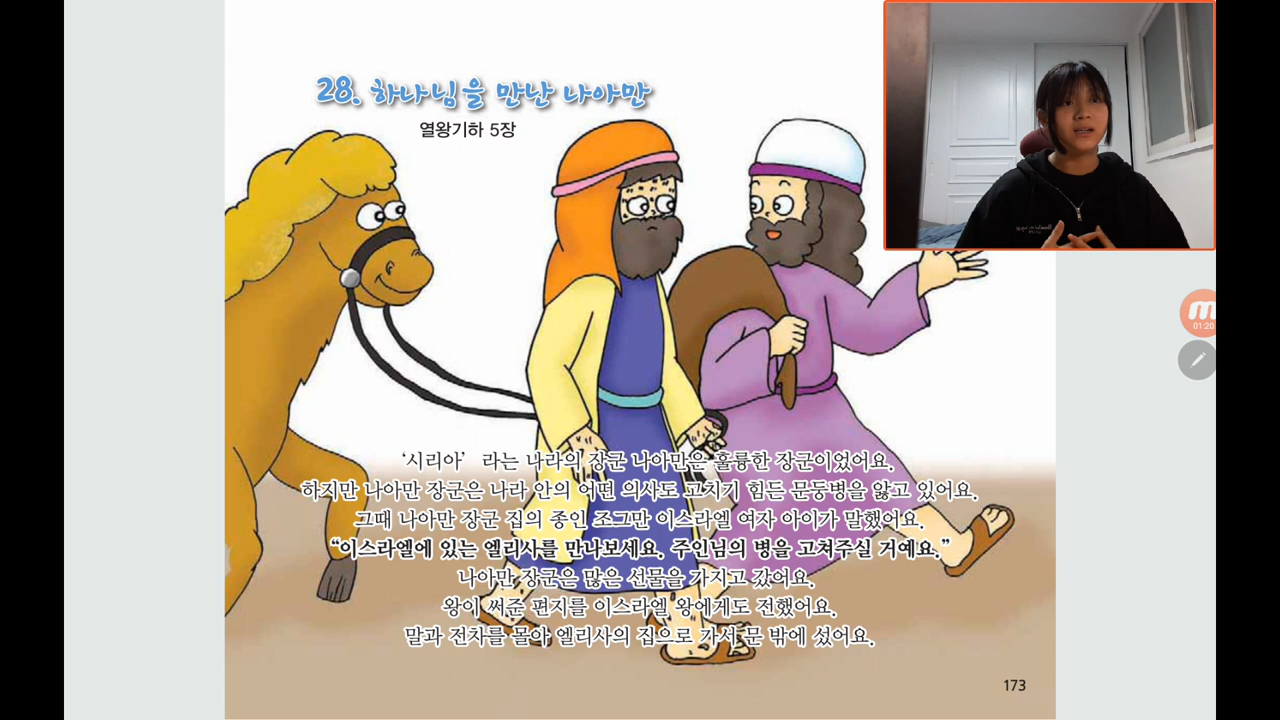 28. 하나님을 만난 나아만
열왕기하 5장
‘시리아’ 라는 나라의 장군 나아만은 훌륭한 장군이었어요.
하지만 나아만 장군은 나라 안의 어떤 의사도 고치기 힘든 문둥병을 앓고 있어요.
그때 나아만 장군 집의 종인 조그만 이스라엘 여자 아이가 말했어요.
“이스라엘에 있는 엘리사를 만나보세요. 주인님의 병을 고쳐주실 거예요.”
나아만 장군은 많은 선물을 가지고 갔어요.
왕이 써준 편지를 이스라엘 왕에게도 전했어요.
말과 전차를 몰아 엘리사의 집으로 가서 문 밖에 섰어요.
173
01:20